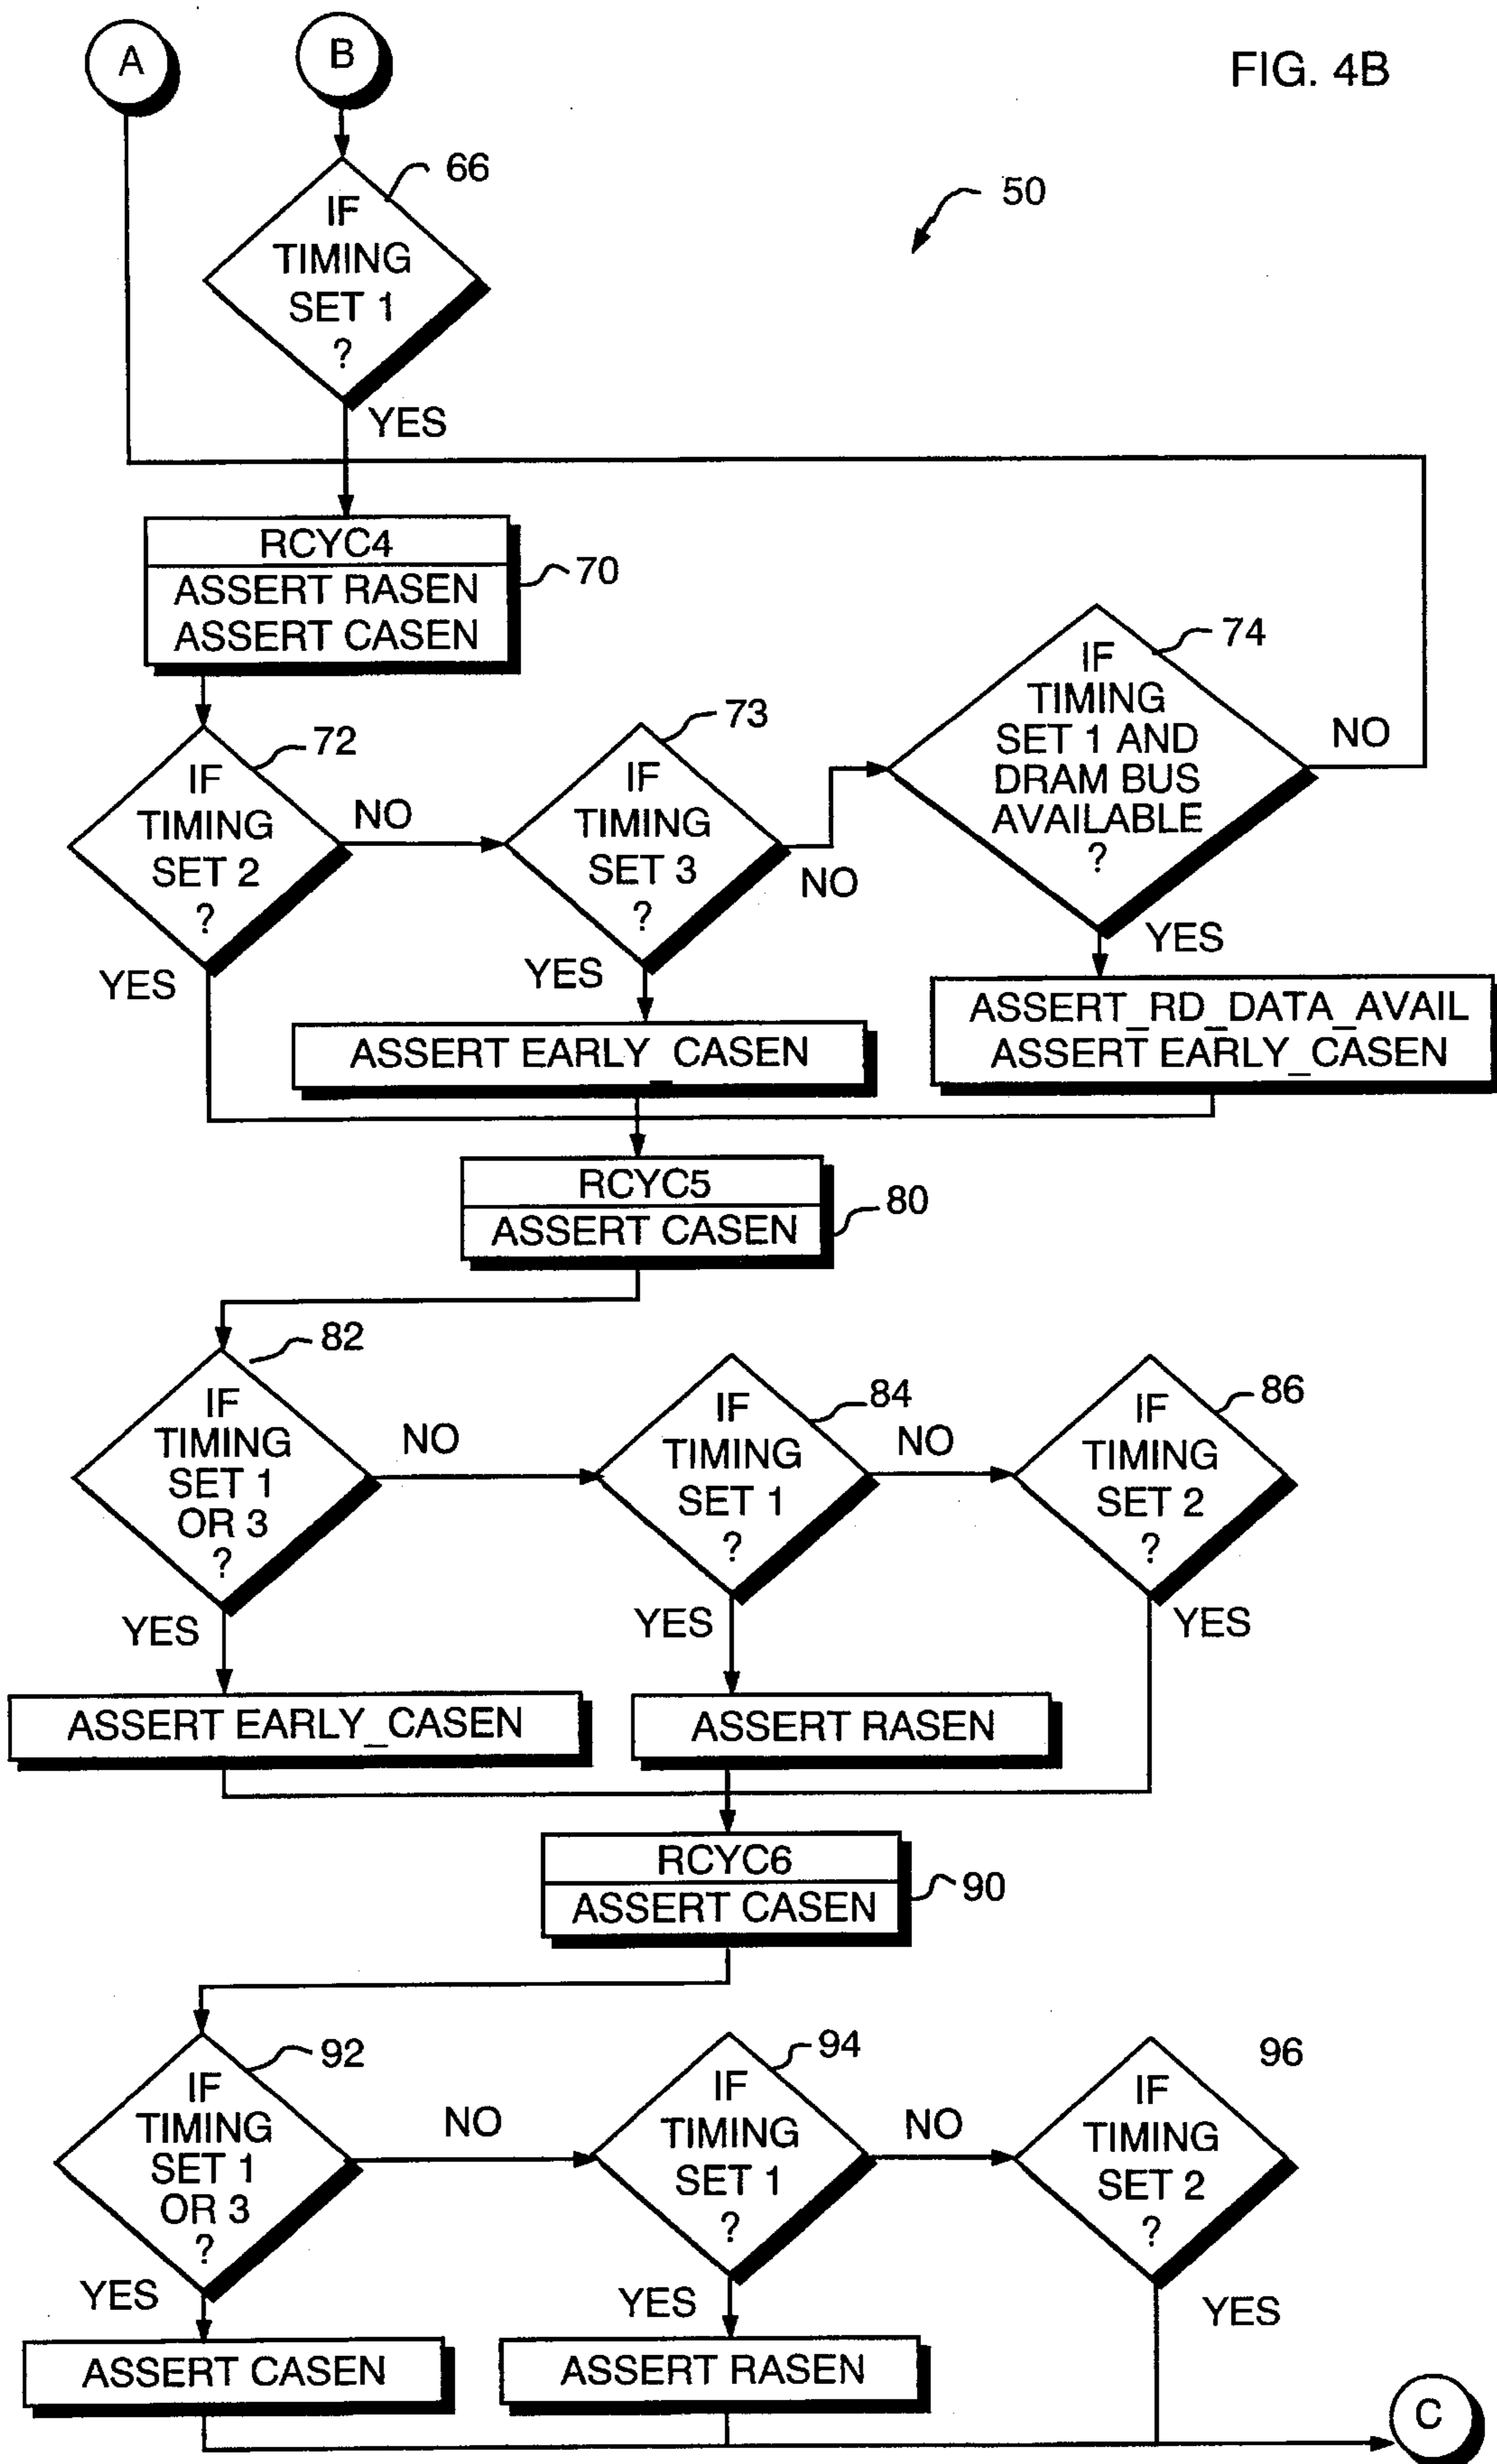 A
B
FIG. 4B
66
IF
TIMING
SET 1
?
YES
50
RCYC4
ASSERT RASEN
ASSERT CASEN
70
72
IF
TIMING
SET 2
?
NO
YES
73
IF
TIMING
SET 3
?
NO
YES
74
IF
TIMING
SET 1 AND
DRAM BUS
AVAILABLE
?
NO
YES
ASSERT EARLY_CASEN
ASSERT_RD_DATA_AVAIL
ASSERT EARLY_CASEN
RCYC5
ASSERT CASEN
80
82
IF
TIMING
SET 1
OR 3
?
NO
YES
84
IF
TIMING
SET 1
?
NO
YES
86
IF
TIMING
SET 2
?
YES
ASSERT EARLY_CASEN
ASSERT RASEN
RCYC6
ASSERT CASEN
90
92
IF
TIMING
SET 1
OR 3
?
NO
YES
94
IF
TIMING
SET 1
?
NO
YES
96
IF
TIMING
SET 2
?
YES
ASSERT CASEN
ASSERT RASEN
C